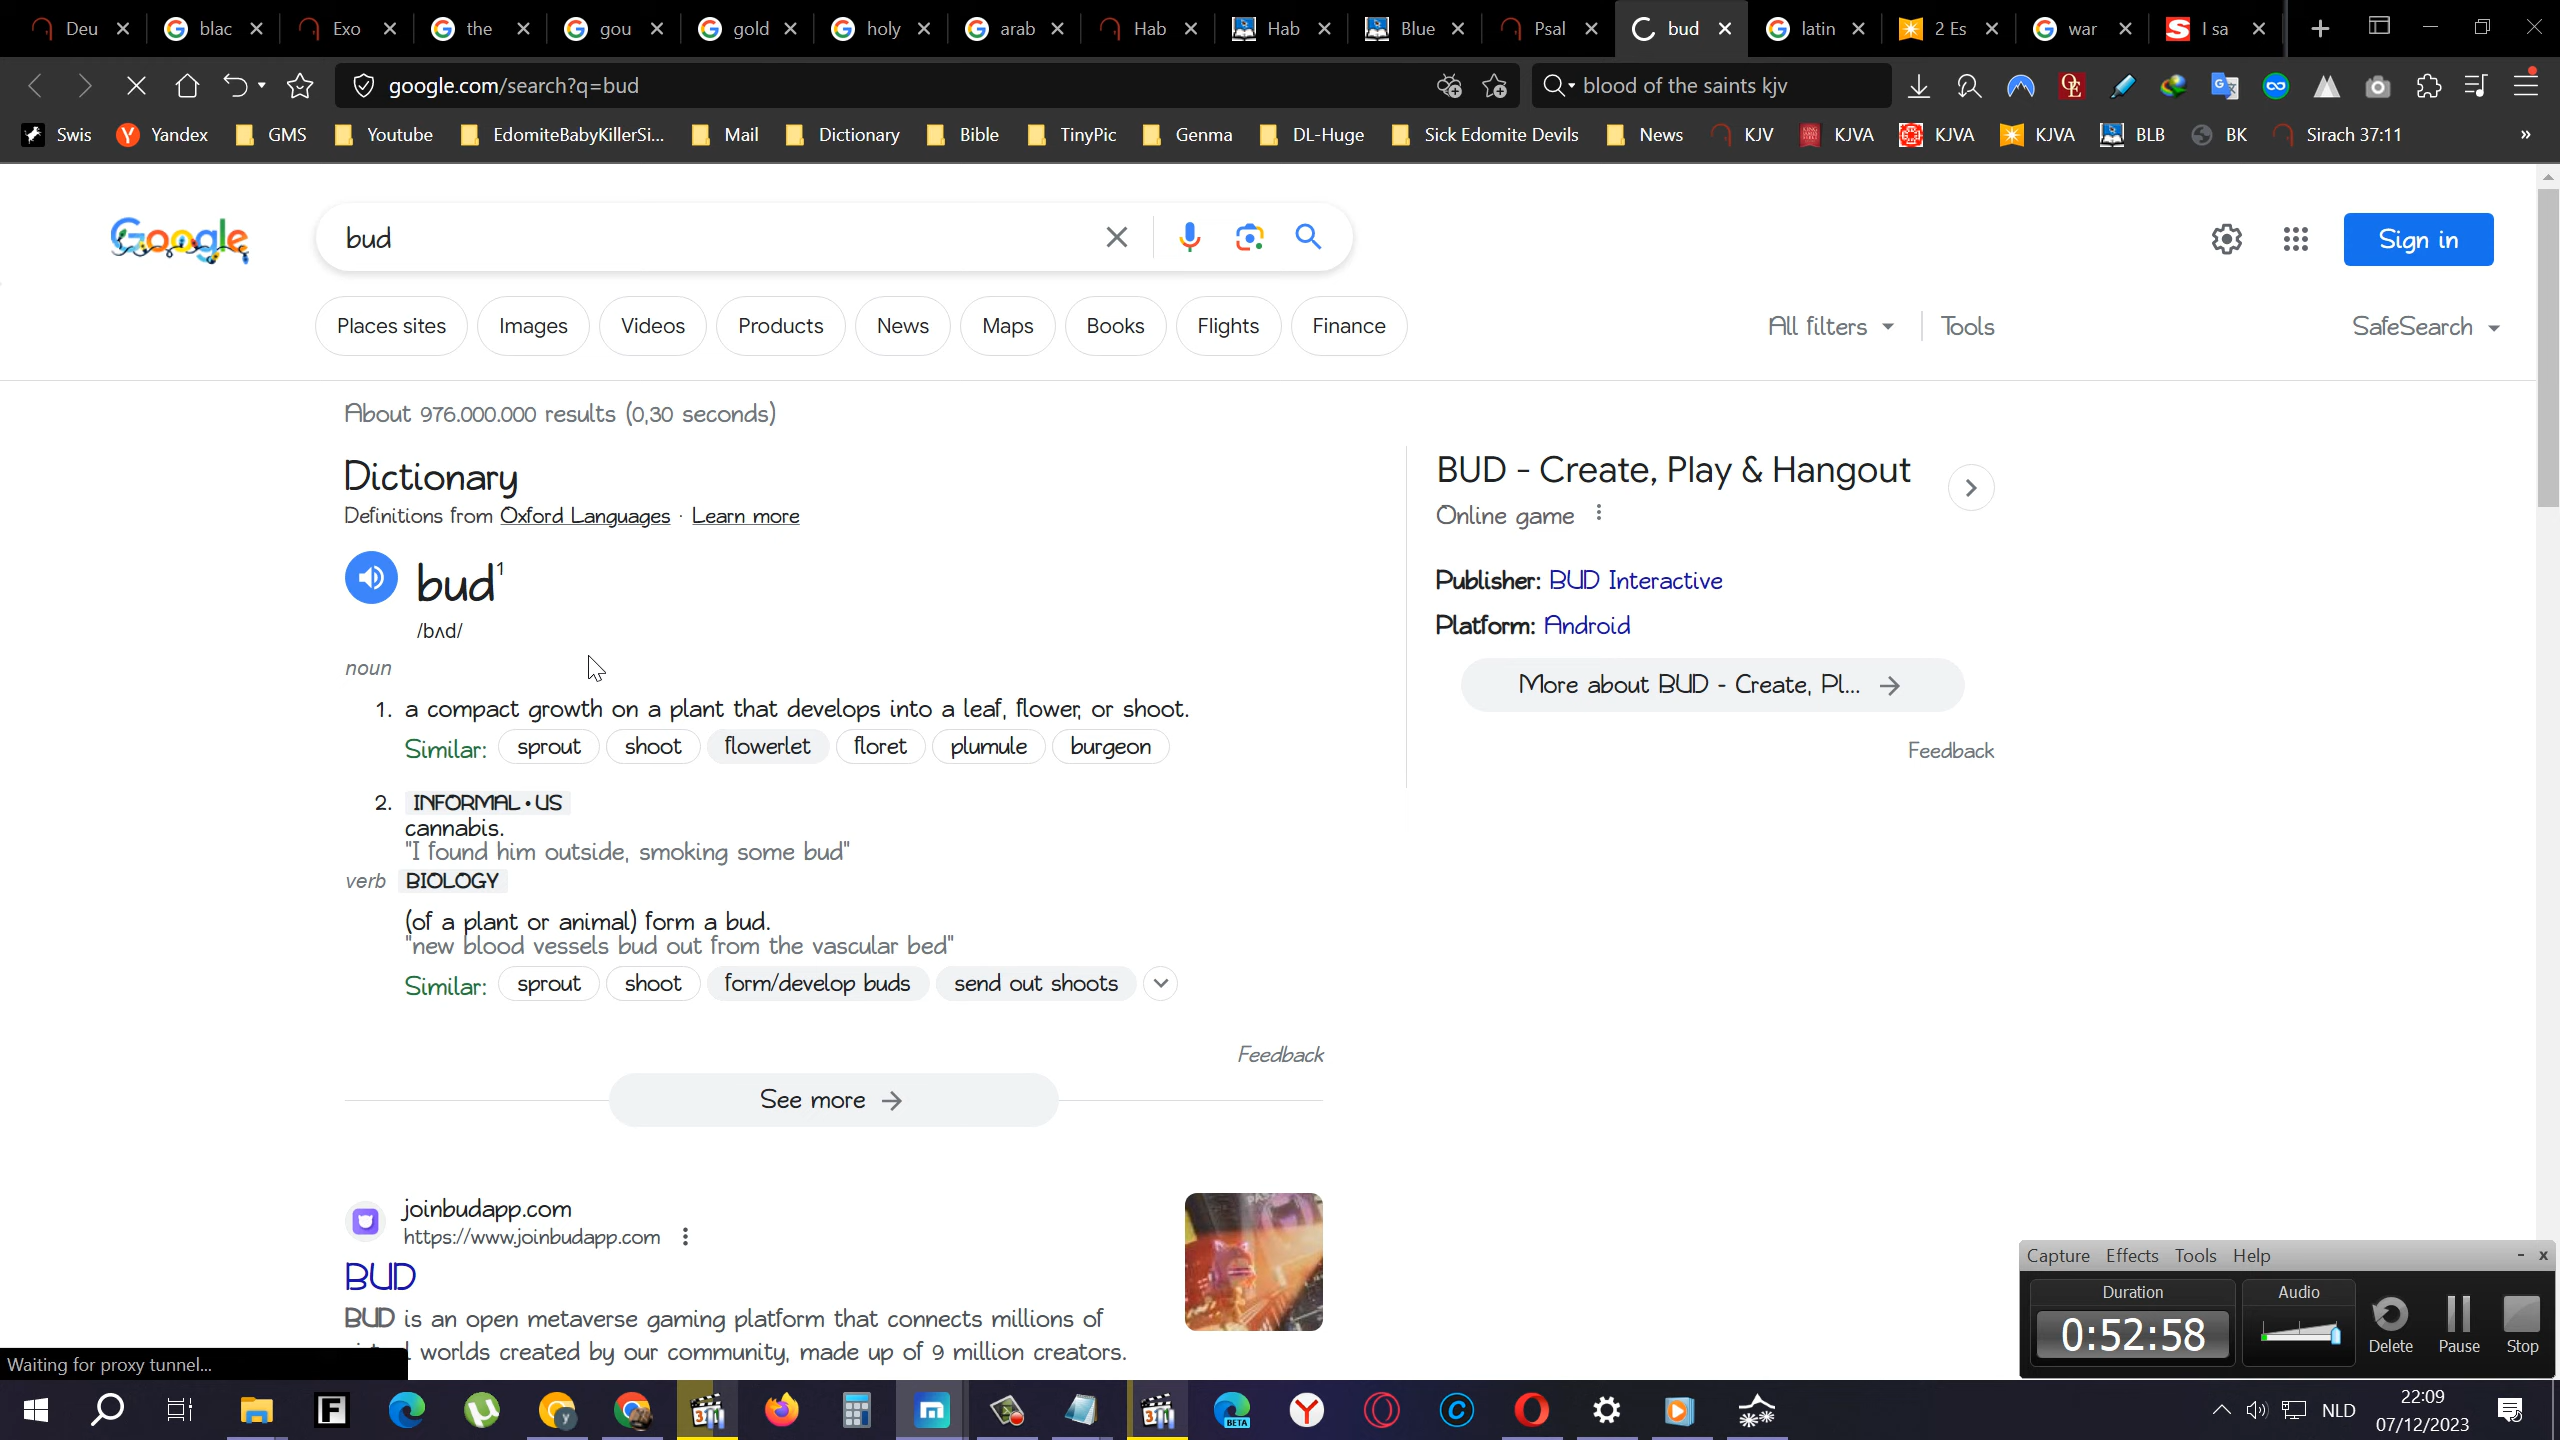 Deu blac Exo the gou gold holy arab Hab Hab Blue Psal bud latin 2 Es war I sa
google.com/search?q=bud
blood of the saints kjv
Swis Yandex GMS Youtube EdomiteBabyKillerSi... Mail Dictionary Bible TinyPic Genma DL-Huge Sick Edomite Devils News KJV KJVA KJVA KJVA BLB BK Sirach 37:11 »
Google
bud
Sign in
Places sites Images Videos Products News Maps Books Flights Finance
All filters Tools SafeSearch
About 976.000.000 results (0,30 seconds)
Dictionary
Definitions from Oxford Languages · Learn more
bud¹
/bʌd/
noun
1. a compact growth on a plant that develops into a leaf, flower, or shoot.
Similar: sprout shoot flowerlet floret plumule burgeon
2. INFORMAL•US
cannabis.
"I found him outside, smoking some bud"
verb BIOLOGY
(of a plant or animal) form a bud.
"new blood vessels bud out from the vascular bed"
Similar: sprout shoot form/develop buds send out shoots
Feedback
See more →
BUD - Create, Play & Hangout
Online game
Publisher: BUD Interactive
Platform: Android
More about BUD - Create, Pl... →
Feedback
joinbudapp.com
https://www.joinbudapp.com
BUD
BUD is an open metaverse gaming platform that connects millions of
worlds created by our community, made up of 9 million creators.
Waiting for proxy tunnel...
Capture Effects Tools Help - x
Duration
0:52:58
Audio
Delete Pause Stop
BETA
NLD
22:09
07/12/2023